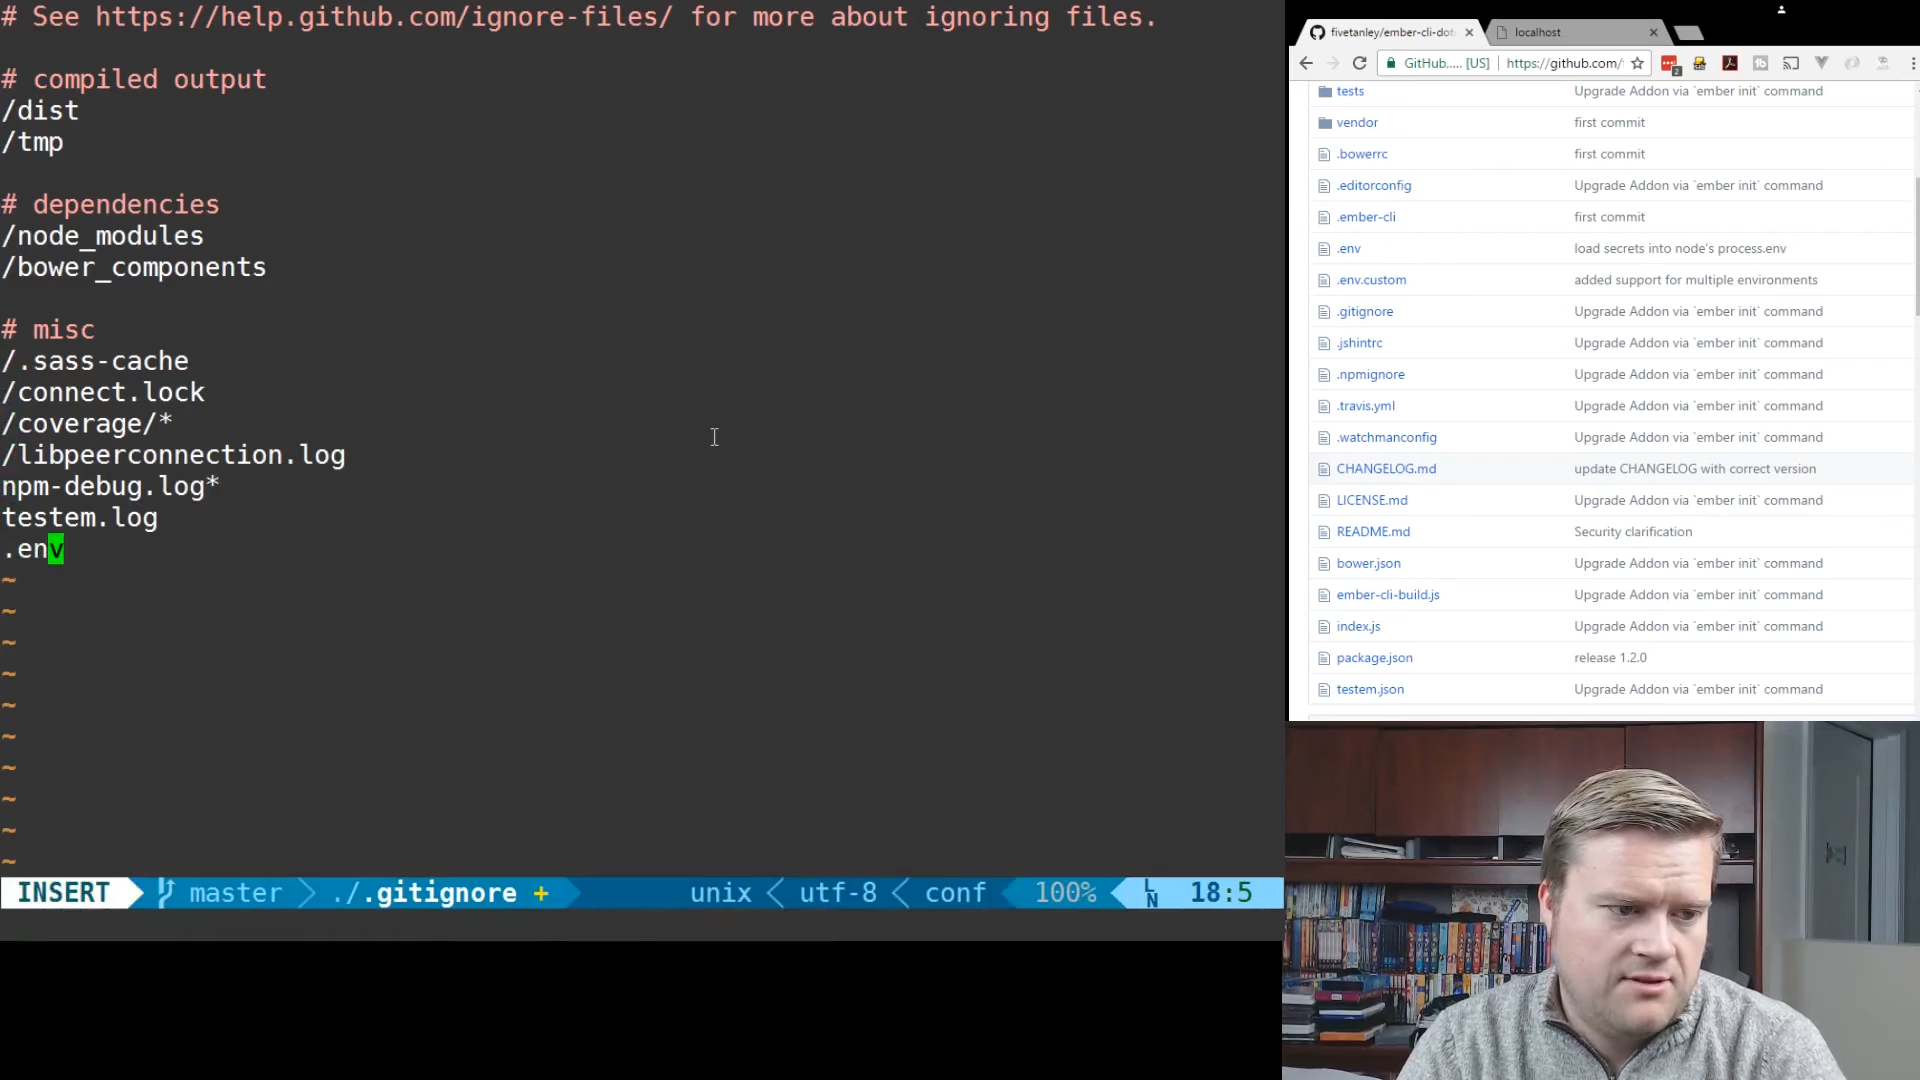 # See https://help.github.com/ignore-files/ for more about ignoring files.
# compiled output
/dist
/tmp
# dependencies
/node_modules
/bower_components
# misc
/.sass-cache
/connect.lock
/coverage/*
/libpeerconnection.log
npm-debug.log*
testem.log
.env
~
~
~
~
~
~
~
~
~
~
INSERT master ./.gitignore + unix utf-8 conf 100% LN 18:5
fivetanley/ember-cli-dot localhost
GitHub,.... [US] https://github.com/ 2
tests Upgrade Addon via `ember init` command
vendor first commit
.bowerrc first commit
.editorconfig Upgrade Addon via `ember init` command
.ember-cli first commit
.env load secrets into node's process.env
.env.custom added support for multiple environments
.gitignore Upgrade Addon via `ember init` command
.jshintrc Upgrade Addon via `ember init` command
.npmignore Upgrade Addon via `ember init` command
.travis.yml Upgrade Addon via `ember init` command
.watchmanconfig Upgrade Addon via `ember init` command
CHANGELOG.md update CHANGELOG with correct version
LICENSE.md Upgrade Addon via `ember init` command
README.md Security clarification
bower.json Upgrade Addon via `ember init` command
ember-cli-build.js Upgrade Addon via `ember init` command
index.js Upgrade Addon via `ember init` command
package.json release 1.2.0
testem.json Upgrade Addon via `ember init` command